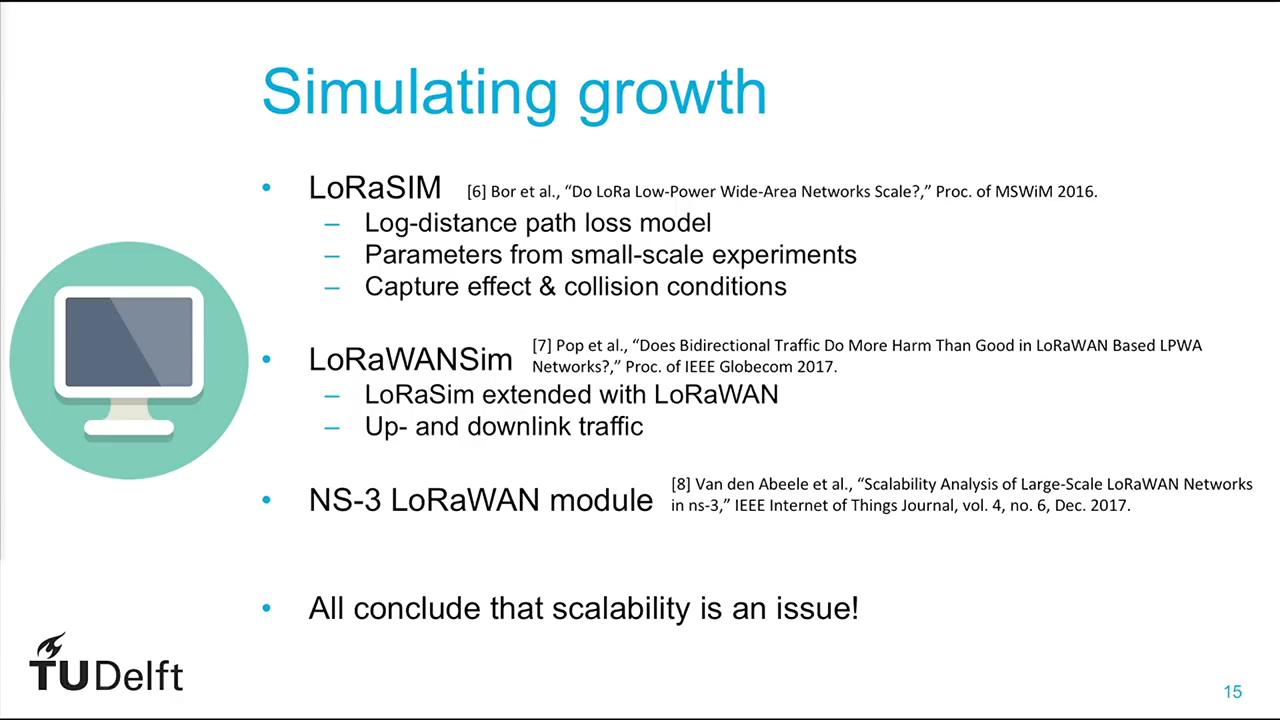 Simulating growth
• LoRaSIM [6] Bor et al., “Do LoRa Low-Power Wide-Area Networks Scale?,” Proc. of MSWiM 2016.
– Log-distance path loss model
– Parameters from small-scale experiments
– Capture effect & collision conditions
• LoRaWANSim [7] Pop et al., “Does Bidirectional Traffic Do More Harm Than Good in LoRaWAN Based LPWA
Networks?,” Proc. of IEEE Globecom 2017.
– LoRaSim extended with LoRaWAN
– Up- and downlink traffic
• NS-3 LoRaWAN module [8] Van den Abeele et al., “Scalability Analysis of Large-Scale LoRaWAN Networks
in ns-3,” IEEE Internet of Things Journal, vol. 4, no. 6, Dec. 2017.
• All conclude that scalability is an issue!
TUDelft
15